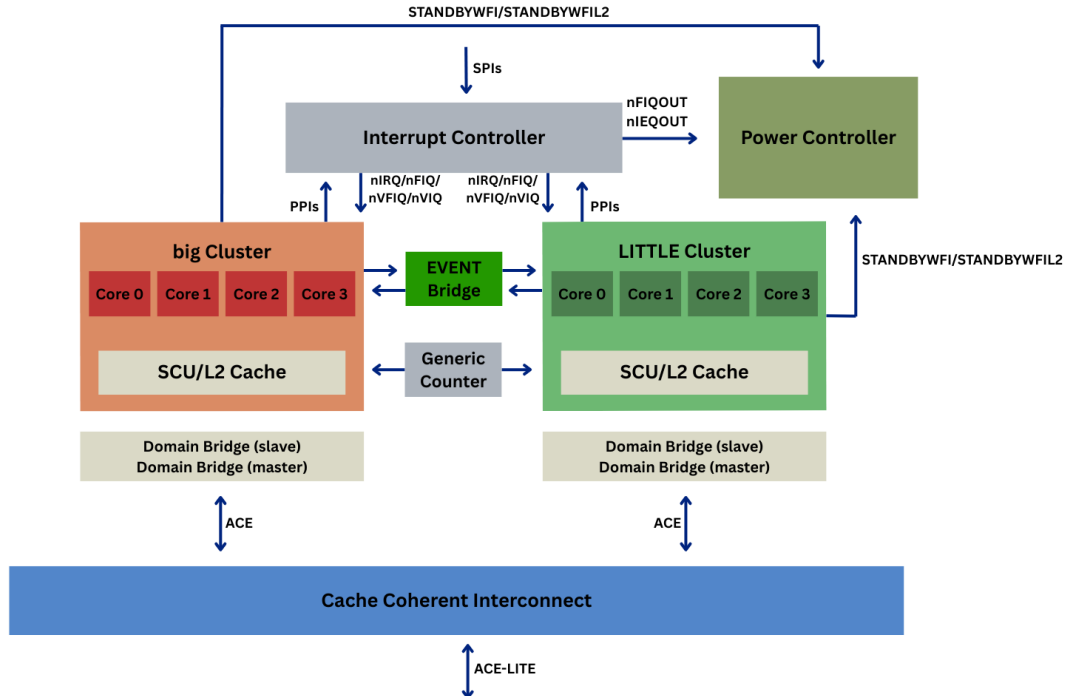 STANDBYWFI/STANDBYWFIL2
SPIs
nFIQOUT
nIEQOUT
Interrupt Controller
Power Controller
nIRQ/nFIQ/
nVFIQ/nVIQ
nIRQ/nFIQ/
nVFIQ/nVIQ
PPIs
PPIs
big Cluster
Core 0
Core 1
Core 2
Core 3
SCU/L2 Cache
EVENT
Bridge
Generic
Counter
LITTLE Cluster
Core 0
Core 1
Core 2
Core 3
SCU/L2 Cache
STANDBYWFI/STANDBYWFIL2
Domain Bridge (slave)
Domain Bridge (master)
Domain Bridge (slave)
Domain Bridge (master)
ACE
ACE
Cache Coherent Interconnect
ACE-LITE